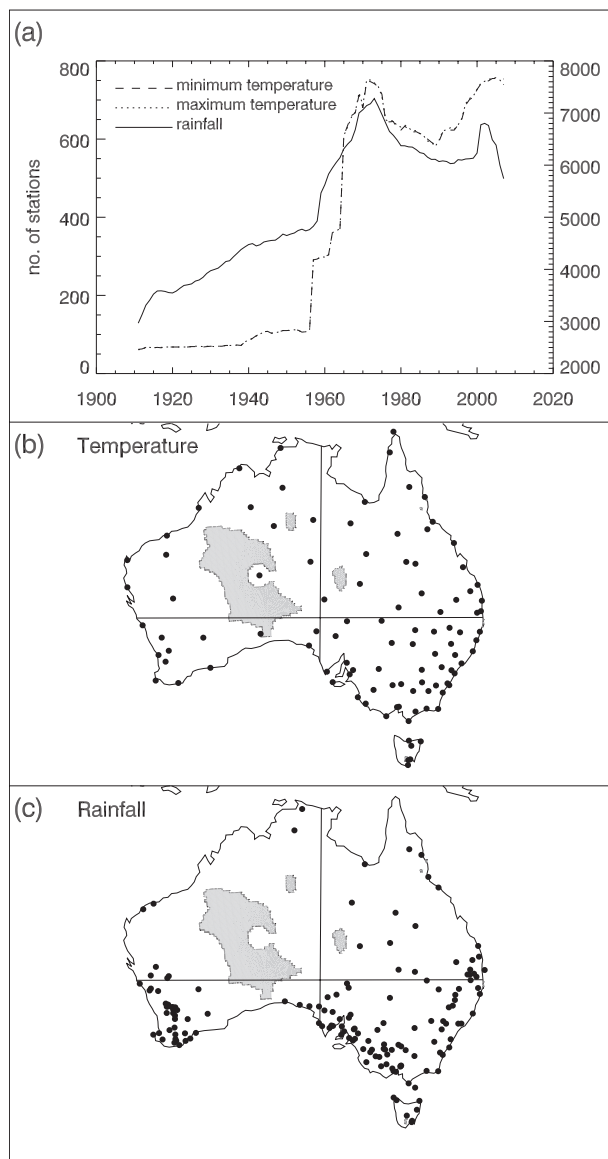 (a)
800
8000
minimum temperature
maximum temperature
rainfall
600
7000
6000
no. of stations
400
5000
4000
200
3000
0
2000
1900
1920
1940
1960
1980
2000
2020
(b)
Temperature
(c)
Rainfall